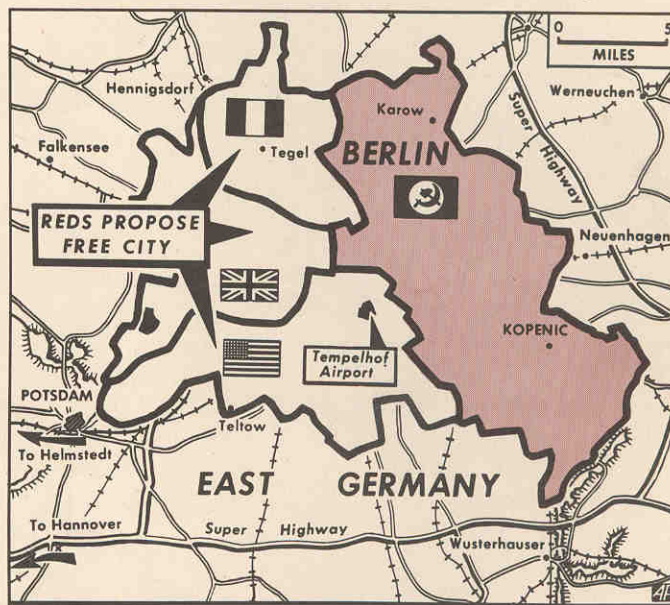 0 5
MILES
Hennigsdorf
Karow
Werneuchen
Super Highway
Falkensee
Tegel
BERLIN
REDS PROPOSE
FREE CITY
Neuenhagen
KOPENIC
Tempelhof
Airport
POTSDAM
Teltow
To Helmstedt
EAST GERMANY
To Hannover
Super Highway
Wusterhauser